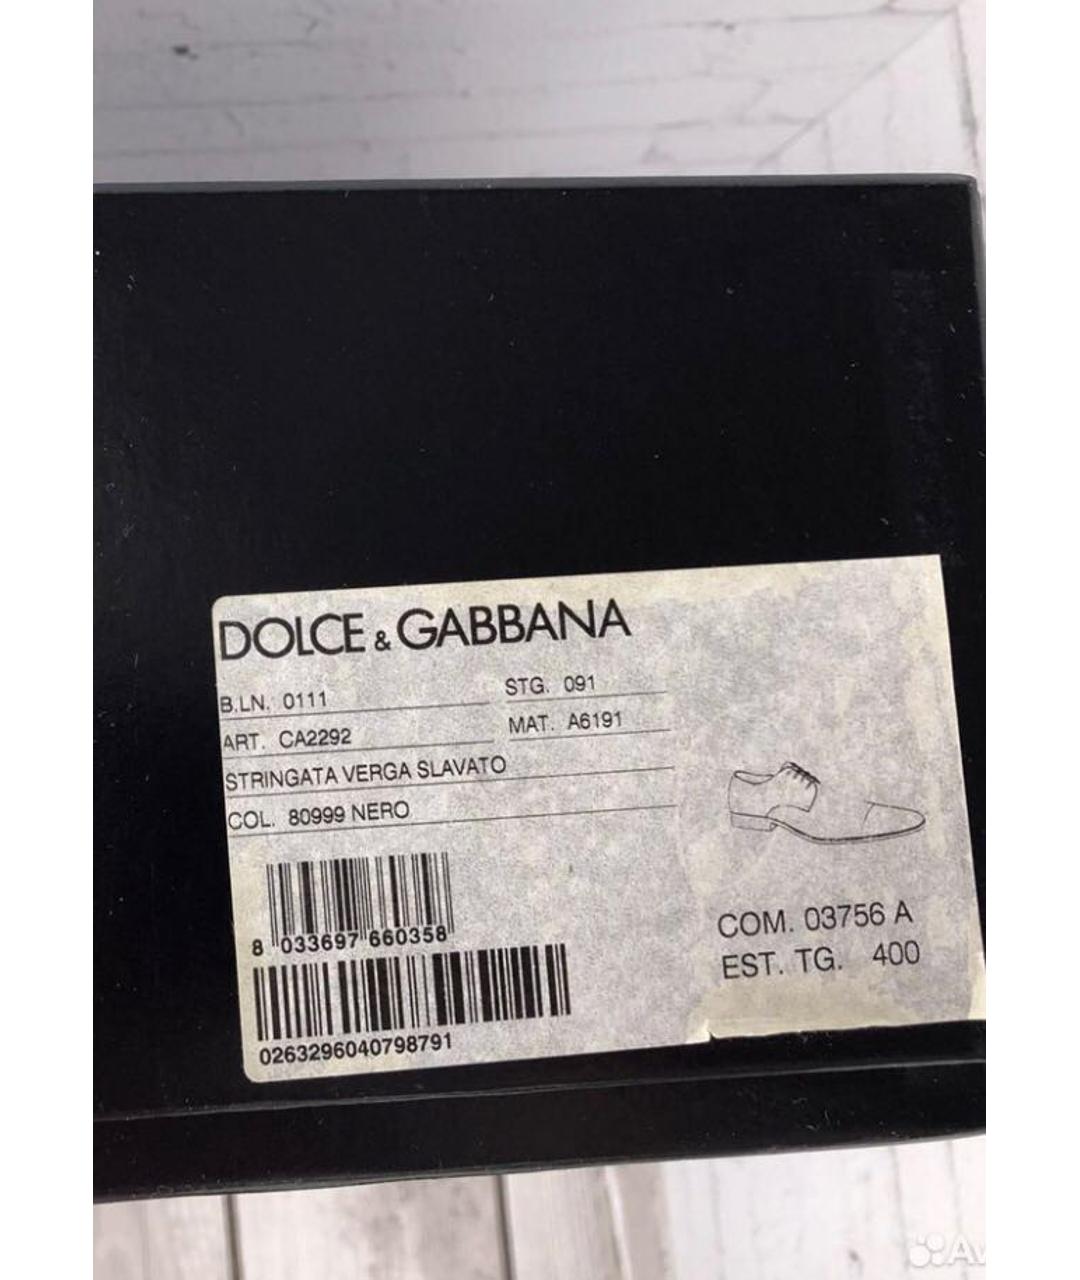 DOLCE & GABBANA
B.LN. 0111
STG. 091
ART. CA2292
MAT. A6191
STRINGATA VERGA SLAVATO
COL. 80999 NERO
8 033697 660358
0263296040798791
COM. 03756 A
EST. TG. 400